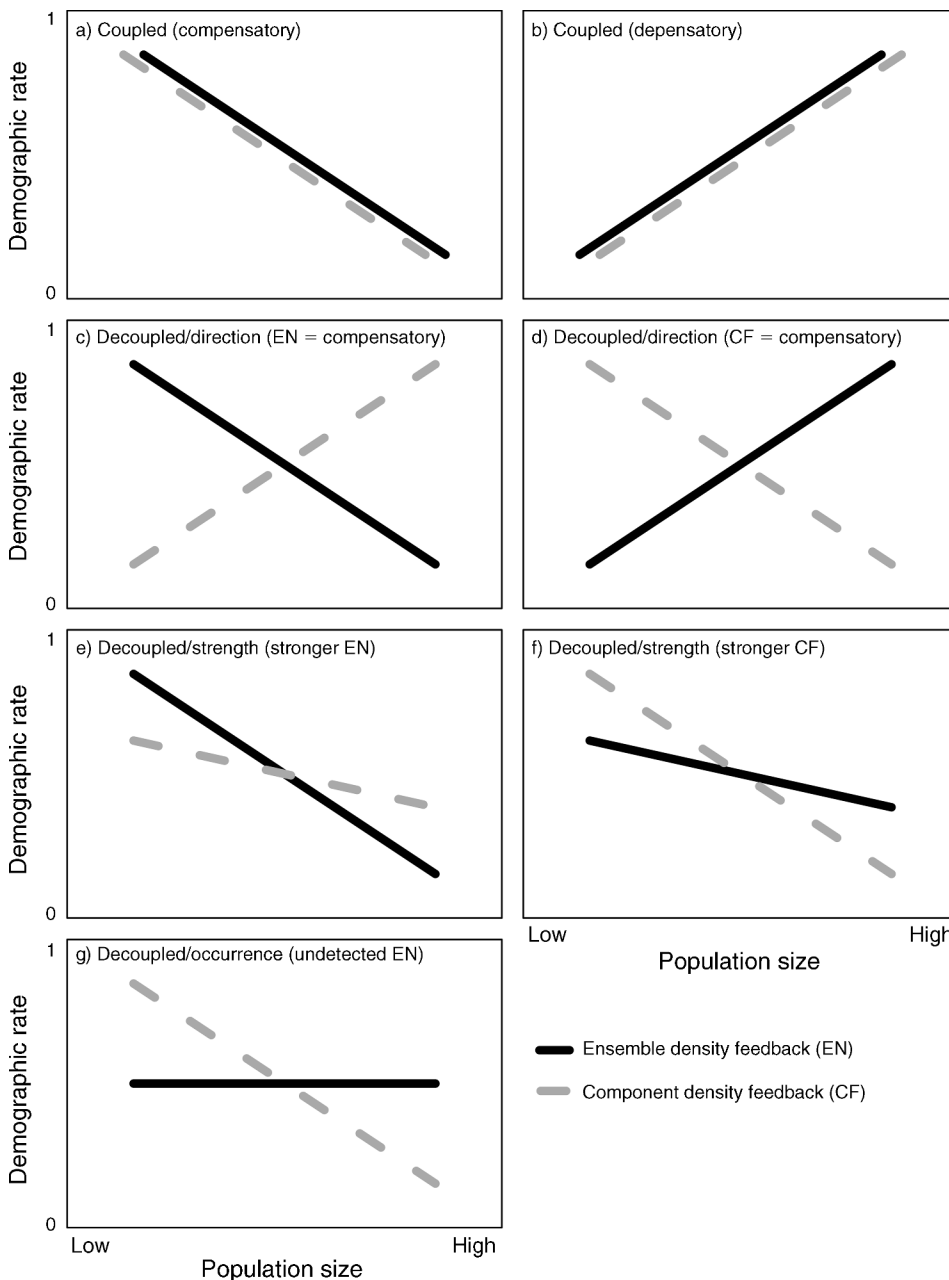 1
a) Coupled (compensatory)
Demographic rate
0
b) Coupled (depensatory)
1
c) Decoupled/direction (EN = compensatory)
Demographic rate
0
d) Decoupled/direction (CF = compensatory)
1
e) Decoupled/strength (stronger EN)
Demographic rate
0
f) Decoupled/strength (stronger CF)
Low
High
Population size
1
g) Decoupled/occurrence (undetected EN)
Demographic rate
0
Low
High
Population size
Ensemble density feedback (EN)
Component density feedback (CF)